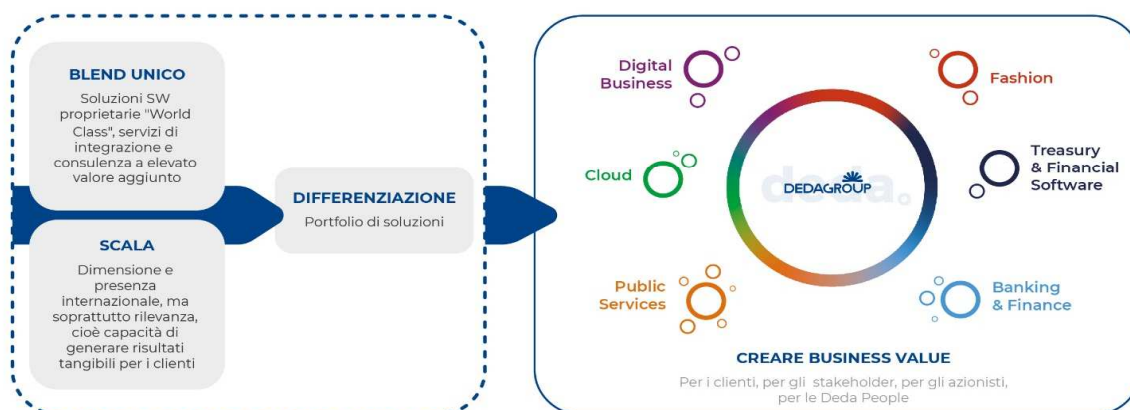 BLEND UNICO
Soluzioni SW
proprietarie "World
Class", servizi di
integrazione e
consulenza a elevato
valore aggiunto
SCALA
Dimensione e
presenza
internazionale, ma
soprattutto rilevanza,
cioè capacità di
generare risultati
tangibili per i clienti
DIFFERENZIAZIONE
Portfolio di soluzioni
Digital
Business
Fashion
Cloud
deda.
DEDAGROUP
Treasury
& Financial
Software
Public
Services
Banking
& Finance
CREARE BUSINESS VALUE
Per i clienti, per gli stakeholder, per gli azionisti,
per le Deda People